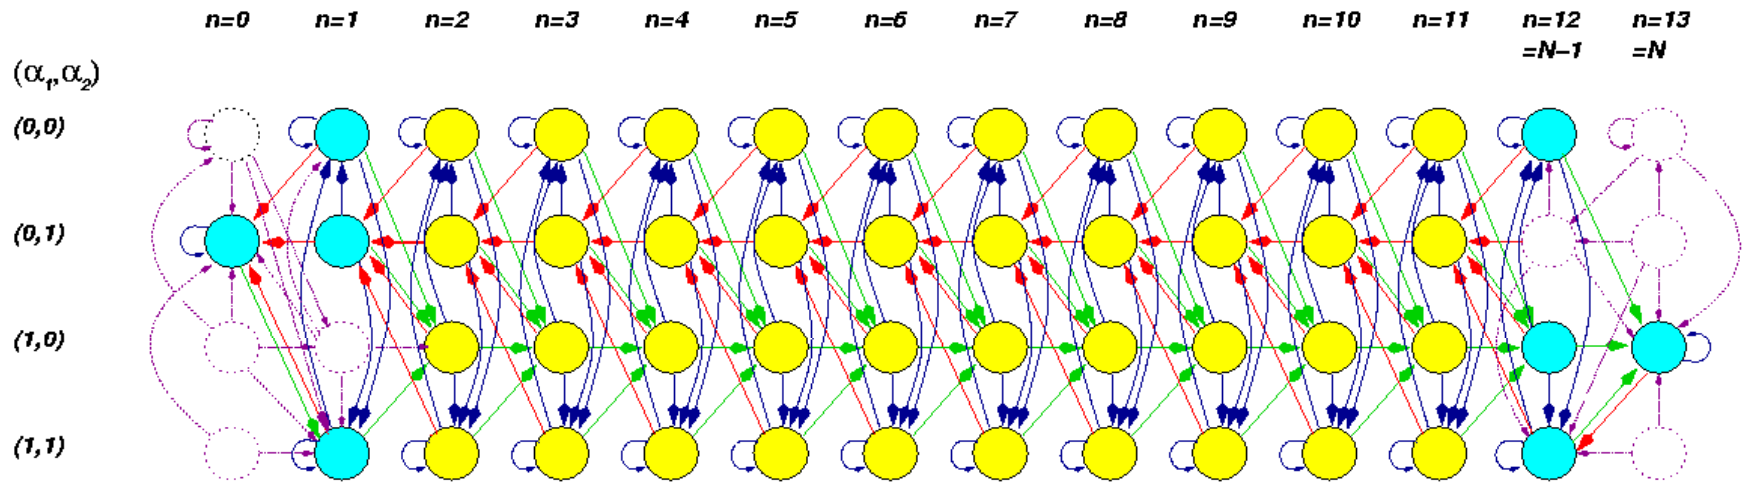 n=0 n=1 n=2 n=3 n=4 n=5 n=6 n=7 n=8 n=9 n=10 n=11 n=12 n=13
=N−1 =N
(α₁,α₂)
(0,0)
(0,1)
(1,0)
(1,1)